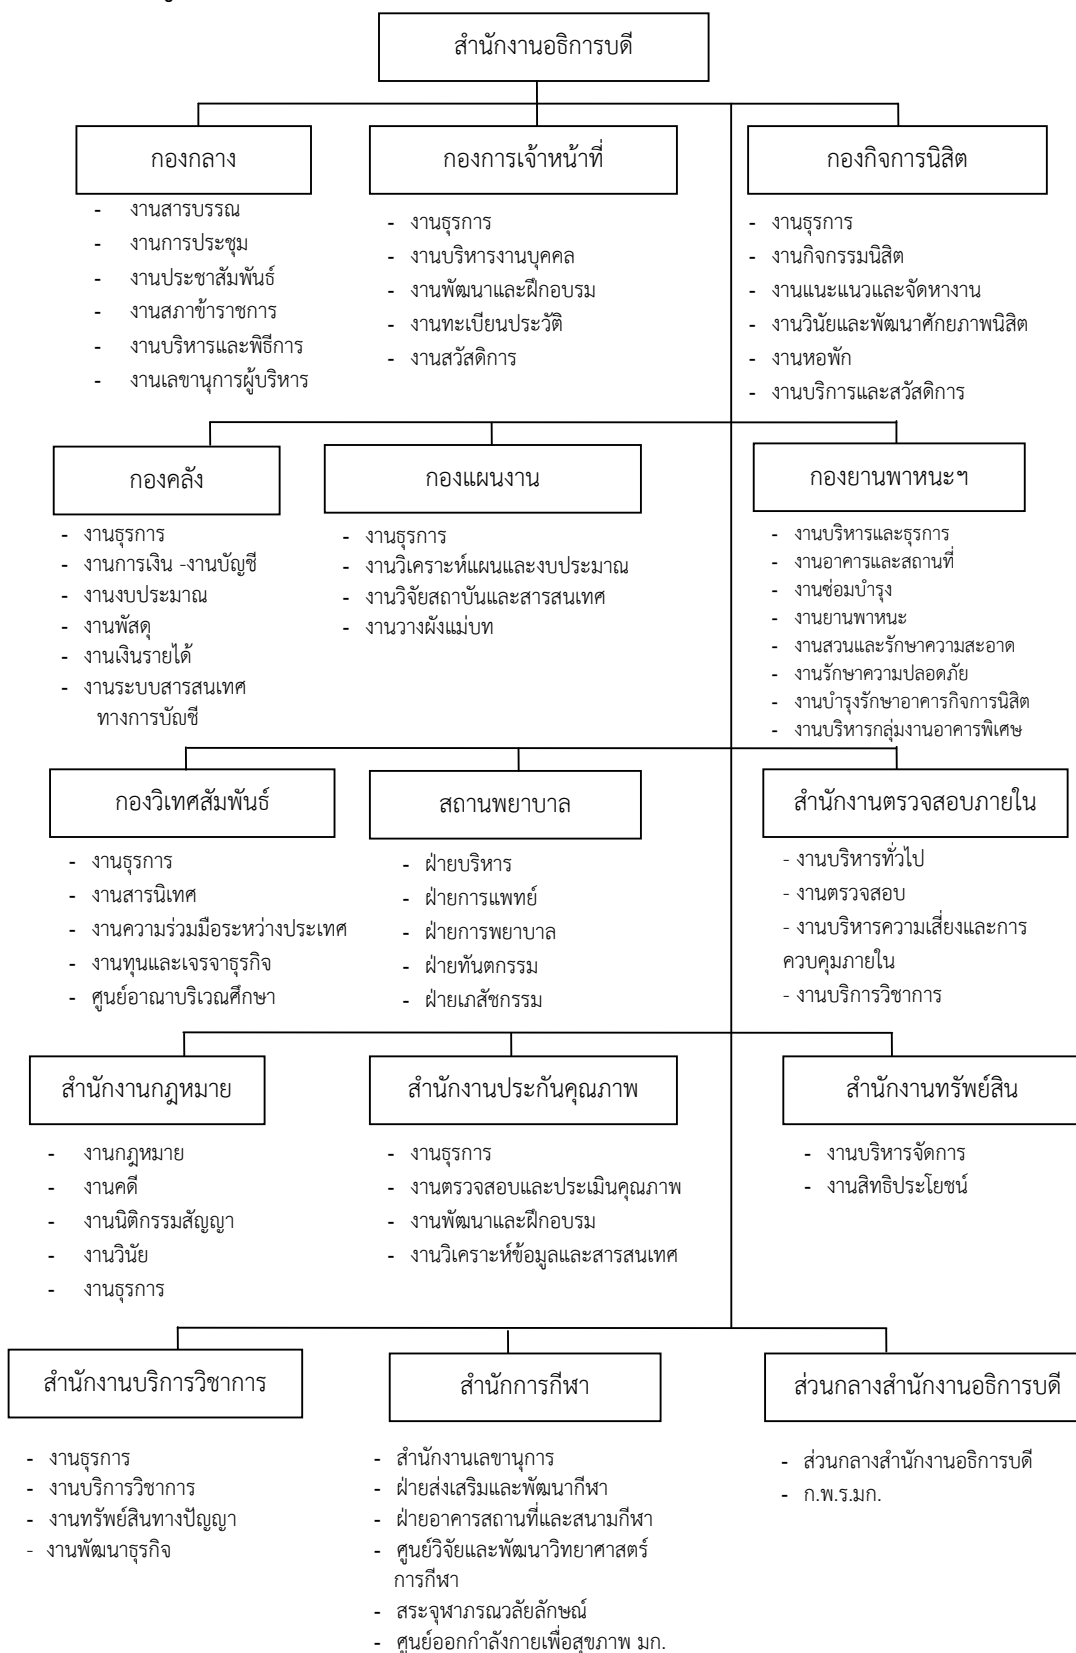 สำนักงานอธิการบดี
กองกลาง
- งานสารบรรณ
- งานการประชุม
- งานประชาสัมพันธ์
- งานสภาข้าราชการ
- งานบริหารและพิธีการ
- งานเลขานุการผู้บริหาร
กองการเจ้าหน้าที่
- งานธุรการ
- งานบริหารงานบุคคล
- งานพัฒนาและฝึกอบรม
- งานทะเบียนประวัติ
- งานสวัสดิการ
กองกิจการนิสิต
- งานธุรการ
- งานกิจกรรมนิสิต
- งานแนะแนวและจัดหางาน
- งานวินัยและพัฒนาศักยภาพนิสิต
- งานหอพัก
- งานบริการและสวัสดิการ
กองคลัง
- งานธุรการ
- งานการเงิน -งานบัญชี
- งานงบประมาณ
- งานพัสดุ
- งานเงินรายได้
- งานระบบสารสนเทศ
ทางการบัญชี
กองแผนงาน
- งานธุรการ
- งานวิเคราะห์แผนและงบประมาณ
- งานวิจัยสถาบันและสารสนเทศ
- งานวางผังแม่บท
กองยานพาหนะฯ
- งานบริหารและธุรการ
- งานอาคารและสถานที่
- งานซ่อมบำรุง
- งานยานพาหนะ
- งานสวนและรักษาความสะอาด
- งานรักษาความปลอดภัย
- งานบำรุงรักษาอาคารกิจการนิสิต
- งานบริหารกลุ่มงานอาคารพิเศษ
กองวิเทศสัมพันธ์
- งานธุรการ
- งานสารนิเทศ
- งานความร่วมมือระหว่างประเทศ
- งานทุนและเจรจาธุรกิจ
- ศูนย์อาณาบริเวณศึกษา
สถานพยาบาล
- ฝ่ายบริหาร
- ฝ่ายการแพทย์
- ฝ่ายการพยาบาล
- ฝ่ายทันตกรรม
- ฝ่ายเภสัชกรรม
สำนักงานตรวจสอบภายใน
- งานบริหารทั่วไป
- งานตรวจสอบ
- งานบริหารความเสี่ยงและการ
ควบคุมภายใน
- งานบริการวิชาการ
สำนักงานกฎหมาย
- งานกฎหมาย
- งานคดี
- งานนิติกรรมสัญญา
- งานวินัย
- งานธุรการ
สำนักงานประกันคุณภาพ
- งานธุรการ
- งานตรวจสอบและประเมินคุณภาพ
- งานพัฒนาและฝึกอบรม
- งานวิเคราะห์ข้อมูลและสารสนเทศ
สำนักงานทรัพย์สิน
- งานบริหารจัดการ
- งานสิทธิประโยชน์
สำนักงานบริการวิชาการ
- งานธุรการ
- งานบริการวิชาการ
- งานทรัพย์สินทางปัญญา
- งานพัฒนาธุรกิจ
สำนักการกีฬา
- สำนักงานเลขานุการ
- ฝ่ายส่งเสริมและพัฒนากีฬา
- ฝ่ายอาคารสถานที่และสนามกีฬา
- ศูนย์วิจัยและพัฒนาวิทยาศาสตร์
การกีฬา
- สระจุฬาภรณวลัยลักษณ์
- ศูนย์ออกกำลังกายเพื่อสุขภาพ มก.
ส่วนกลางสำนักงานอธิการบดี
- ส่วนกลางสำนักงานอธิการบดี
- ก.พ.ร.มก.